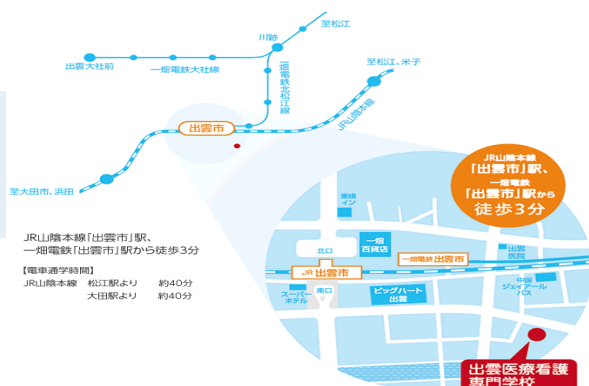 至松江
川跡
出雲大社前
一畑電鉄大社線
一畑電鉄北松江線
至松江、米子
JR山陰本線
出雲市
至大田市、浜田
JR山陰本線
「出雲市」駅、
一畑電鉄
「出雲市」駅から
徒歩3分
JR山陰本線「出雲市」駅、
一畑電鉄「出雲市」駅から徒歩3分
【電車通学時間】
JR山陰本線 松江駅より 約40分
大田駅より 約40分
東横
イン
一畑
百貨店
北口
一畑電鉄 出雲市
出雲
医院
JR 出雲市
中国
ジェイアール
バス
スーパー
ホテル
南口
ビッグハート
出雲
出雲医療看護
専門学校